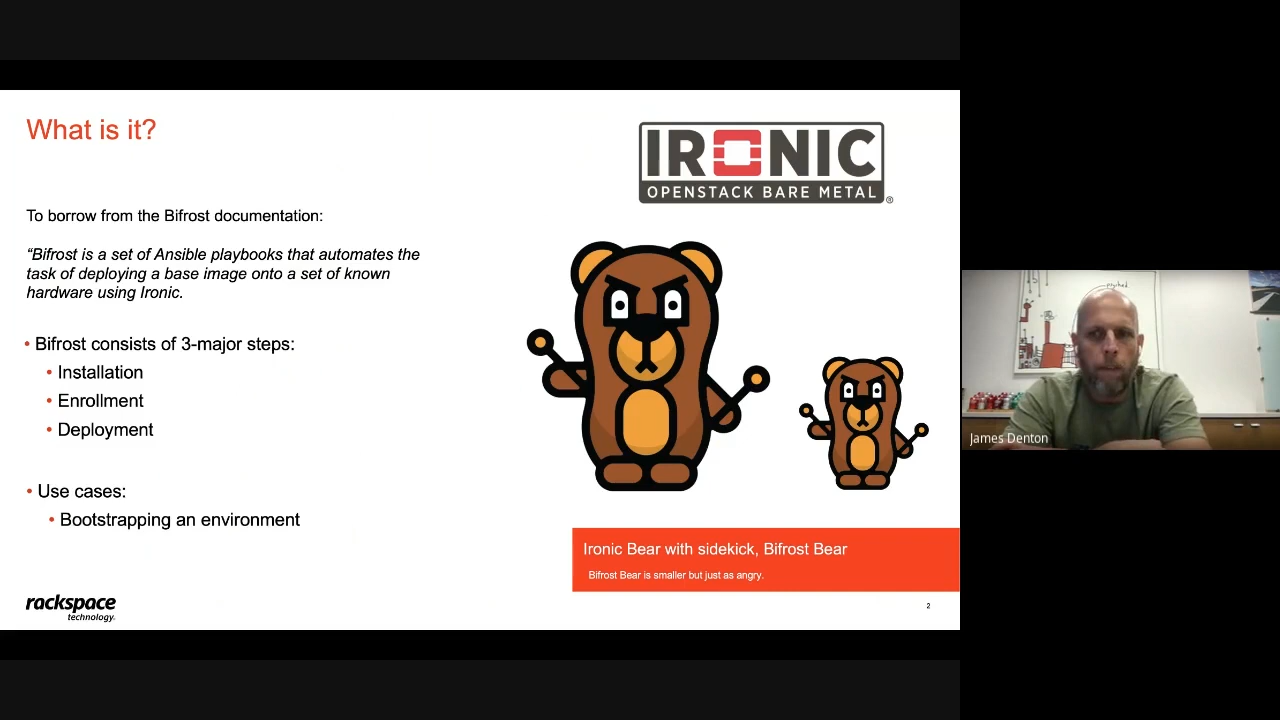 What is it?
IRONIC
OPENSTACK BARE METAL
®
To borrow from the Bifrost documentation:
“Bifrost is a set of Ansible playbooks that automates the
task of deploying a base image onto a set of known
hardware using Ironic.
• Bifrost consists of 3-major steps:
• Installation
• Enrollment
• Deployment
• Use cases:
• Bootstrapping an environment
Ironic Bear with sidekick, Bifrost Bear
Bifrost Bear is smaller but just as angry.
rackspace
technology.
2
psyched
James Denton